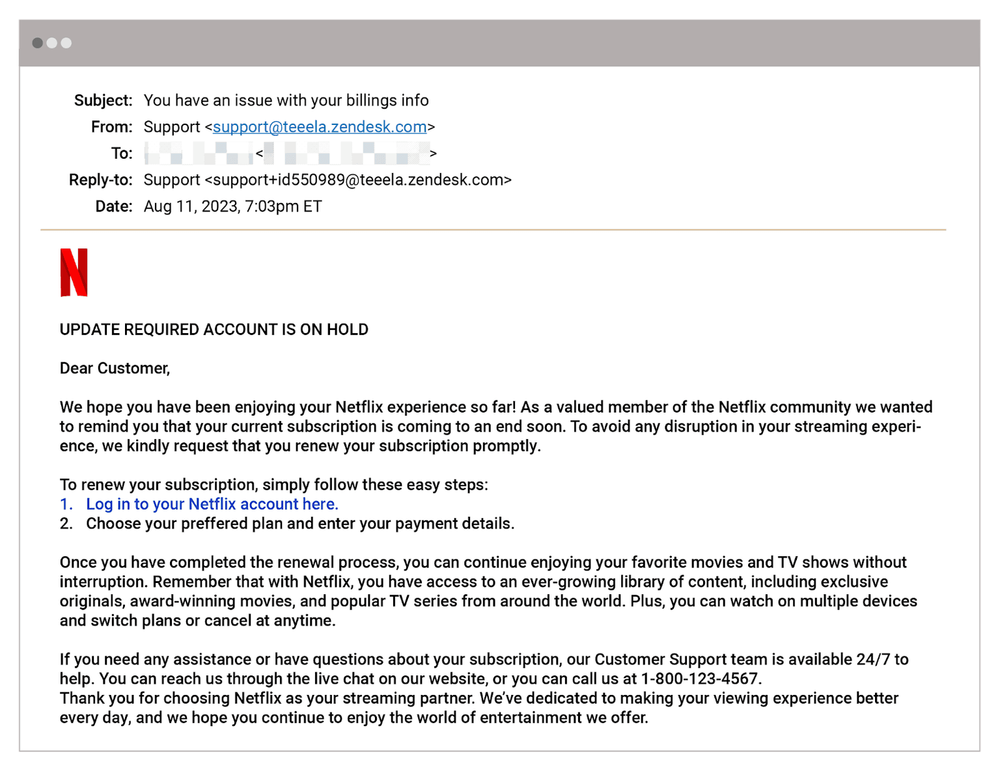 Subject: You have an issue with your billings info
From: Support <support@teeela.zendesk.com>
To: < >
Reply-to: Support <support+id550989@teeela.zendesk.com>
Date: Aug 11, 2023, 7:03pm ET
N
UPDATE REQUIRED ACCOUNT IS ON HOLD
Dear Customer,
We hope you have been enjoying your Netflix experience so far! As a valued member of the Netflix community we wanted
to remind you that your current subscription is coming to an end soon. To avoid any disruption in your streaming experi-
ence, we kindly request that you renew your subscription promptly.
To renew your subscription, simply follow these easy steps:
1. Log in to your Netflix account here.
2. Choose your preffered plan and enter your payment details.
Once you have completed the renewal process, you can continue enjoying your favorite movies and TV shows without
interruption. Remember that with Netflix, you have access to an ever-growing library of content, including exclusive
originals, award-winning movies, and popular TV series from around the world. Plus, you can watch on multiple devices
and switch plans or cancel at anytime.
If you need any assistance or have questions about your subscription, our Customer Support team is available 24/7 to
help. You can reach us through the live chat on our website, or you can call us at 1-800-123-4567.
Thank you for choosing Netflix as your streaming partner. We’ve dedicated to making your viewing experience better
every day, and we hope you continue to enjoy the world of entertainment we offer.